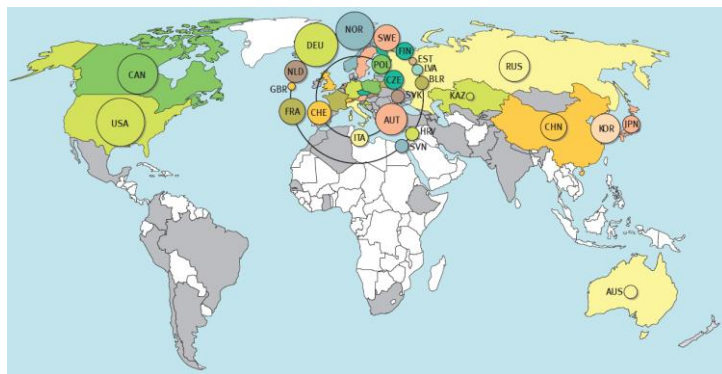 NOR
DEU
SWE
FIN
EST
LVA
POL
CZE
BLR
RUS
CAN
NLD
GBR
SVK
KAZ
USA
FRA
CHE
AUT
HRV
CHN
KOR
JPN
ITA
SVN
AUS